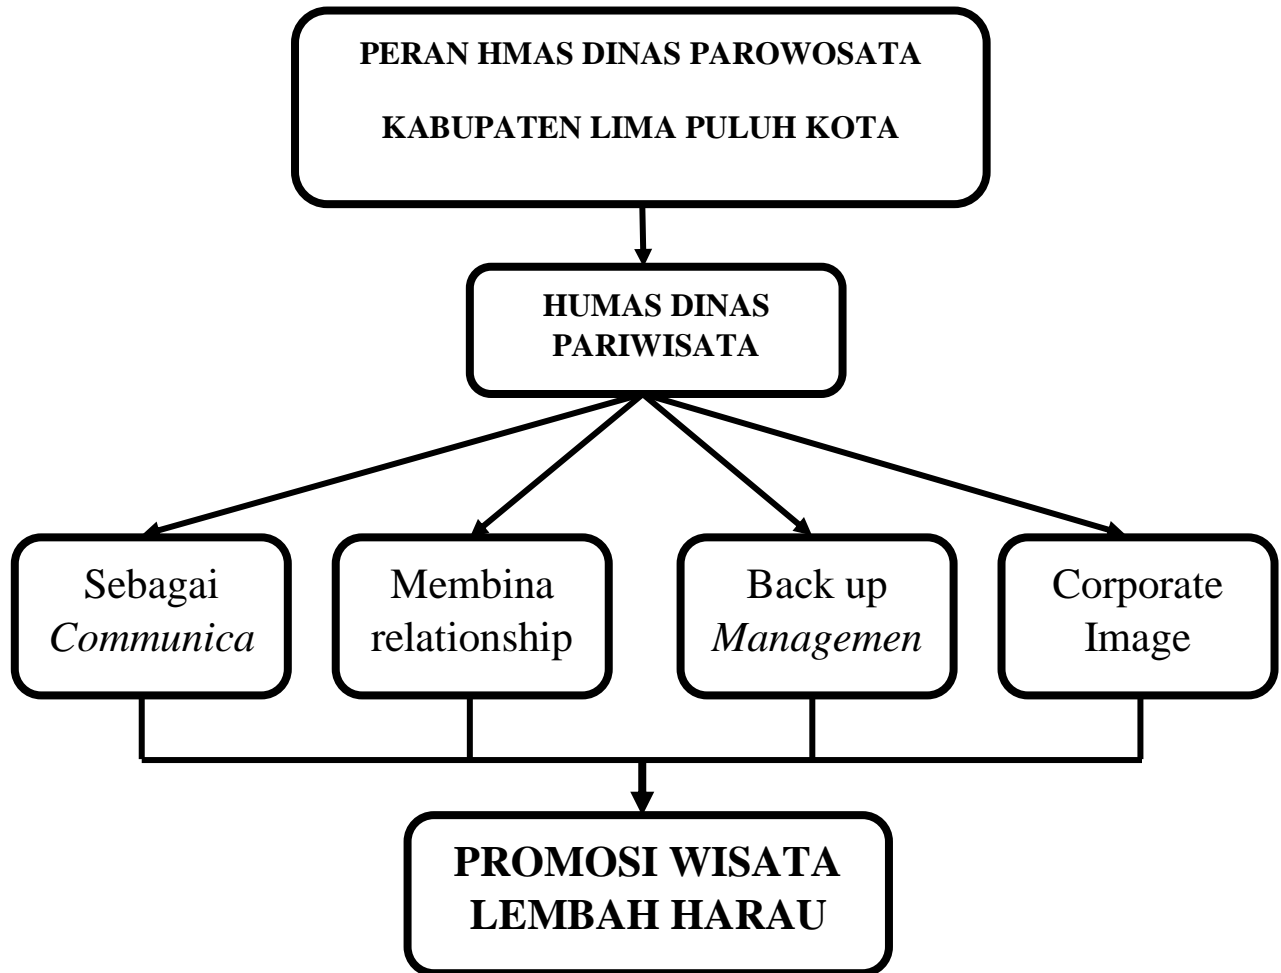 PERAN HMAS DINAS PAROWOSATA
KABUPATEN LIMA PULUH KOTA
HUMAS DINAS
PARIWISATA
Sebagai
Communica
Membina
relationship
Back up
Managemen
Corporate
Image
PROMOSI WISATA
LEMBAH HARAU